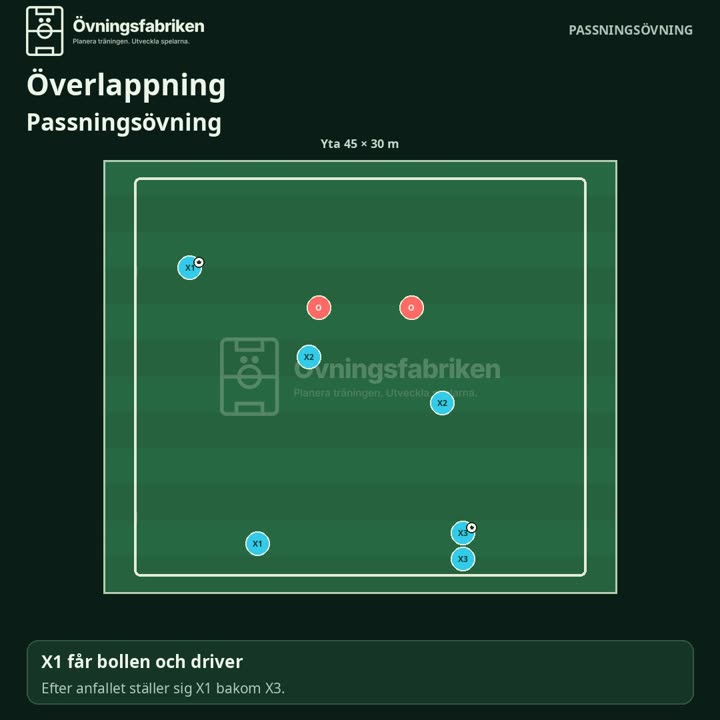 Övningsfabriken
Planera träningen. Utveckla spelarna.
PASSNINGSÖVNING
Överlappning
Passningsövning
Yta 45 × 30 m
X1
O
O
X2
Övningsfabriken
Planera träningen. Utveckla spelarna.
X2
X3
X1
X3
X1 får bollen och driver
Efter anfallet ställer sig X1 bakom X3.